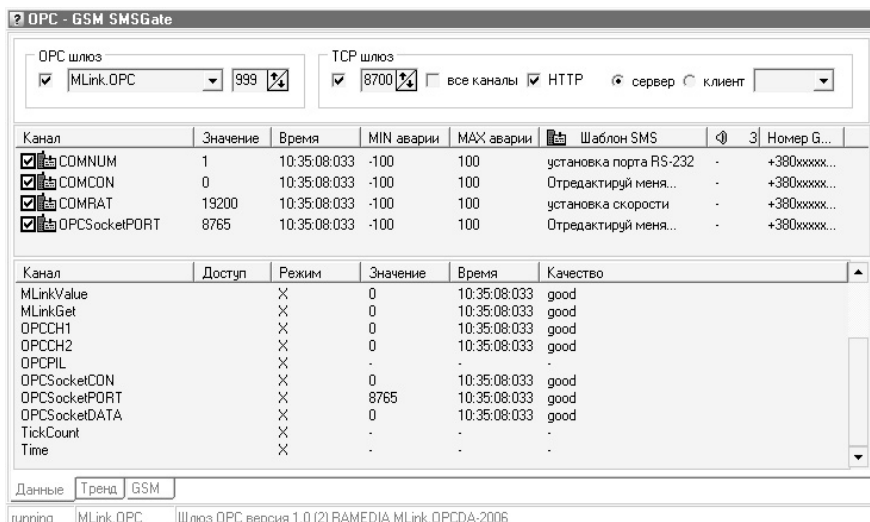 OPC - GSM SMSGate
OPC шлюз TCP шлюз
MLink.OPC 999 8700 все каналы HTTP сервер клиент
Канал Значение Время MIN аварии MAX аварии Шаблон SMS З Номер G...
COMNUM 1 10:35:08:033 -100 100 установка порта RS-232 - +380xxxxx...
COMCON 0 10:35:08:033 -100 100 Отредактируй меня... - +380xxxxx...
COMRAT 19200 10:35:08:033 -100 100 установка скорости - +380xxxxx...
OPCSocketPORT 8765 10:35:08:033 -100 100 Отредактируй меня... - +380xxxxx...
Канал Доступ Режим Значение Время Качество
MLinkValue X 0 10:35:08:033 good
MLinkGet X 0 10:35:08:033 good
OPCCH1 X 0 10:35:08:033 good
OPCCH2 X 0 10:35:08:033 good
OPCPIL X - - -
OPCSocketCON X 0 10:35:08:033 good
OPCSocketPORT X 8765 10:35:08:033 good
OPCSocketDATA X 0 10:35:08:033 good
TickCount X - - -
Time X - - -
Данные Тренд GSM
running MLink.OPC Шлюз OPC версия 1.0 (2) RAMEDIA MLink.OPCDA-2006